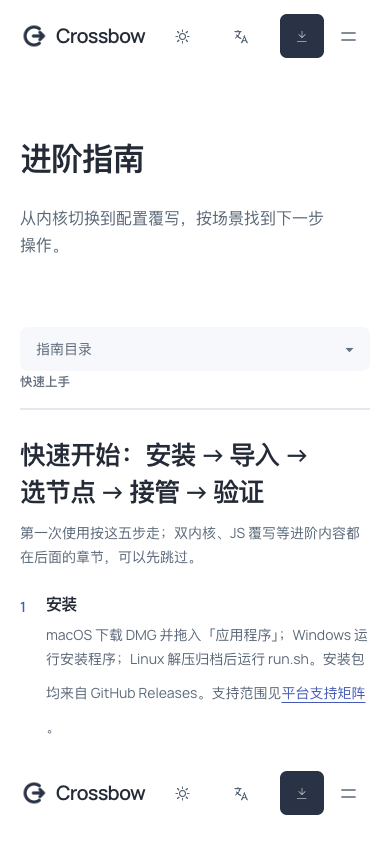 Crossbow
进阶指南
从内核切换到配置覆写，按场景找到下一步
操作。
指南目录
快速上手
快速开始：安装 → 导入 →
选节点 → 接管 → 验证
第一次使用按这五步走；双内核、JS 覆写等进阶内容都
在后面的章节，可以先跳过。
1 安装
macOS 下载 DMG 并拖入「应用程序」；Windows 运
行安装程序；Linux 解压归档后运行 run.sh。安装包
均来自 GitHub Releases。支持范围见平台支持矩阵
。
Crossbow